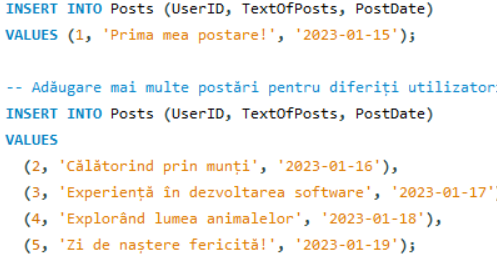 INSERT INTO Posts (UserID, TextOfPosts, PostDate)
VALUES (1, 'Prima mea postare!', '2023-01-15');
-- Adăugare mai multe postări pentru diferiți utilizatori
INSERT INTO Posts (UserID, TextOfPosts, PostDate)
VALUES
(2, 'Călătorind prin munți', '2023-01-16'),
(3, 'Experiență în dezvoltarea software', '2023-01-17')
(4, 'Explorând lumea animalelor', '2023-01-18'),
(5, 'Zi de naștere fericită!', '2023-01-19');